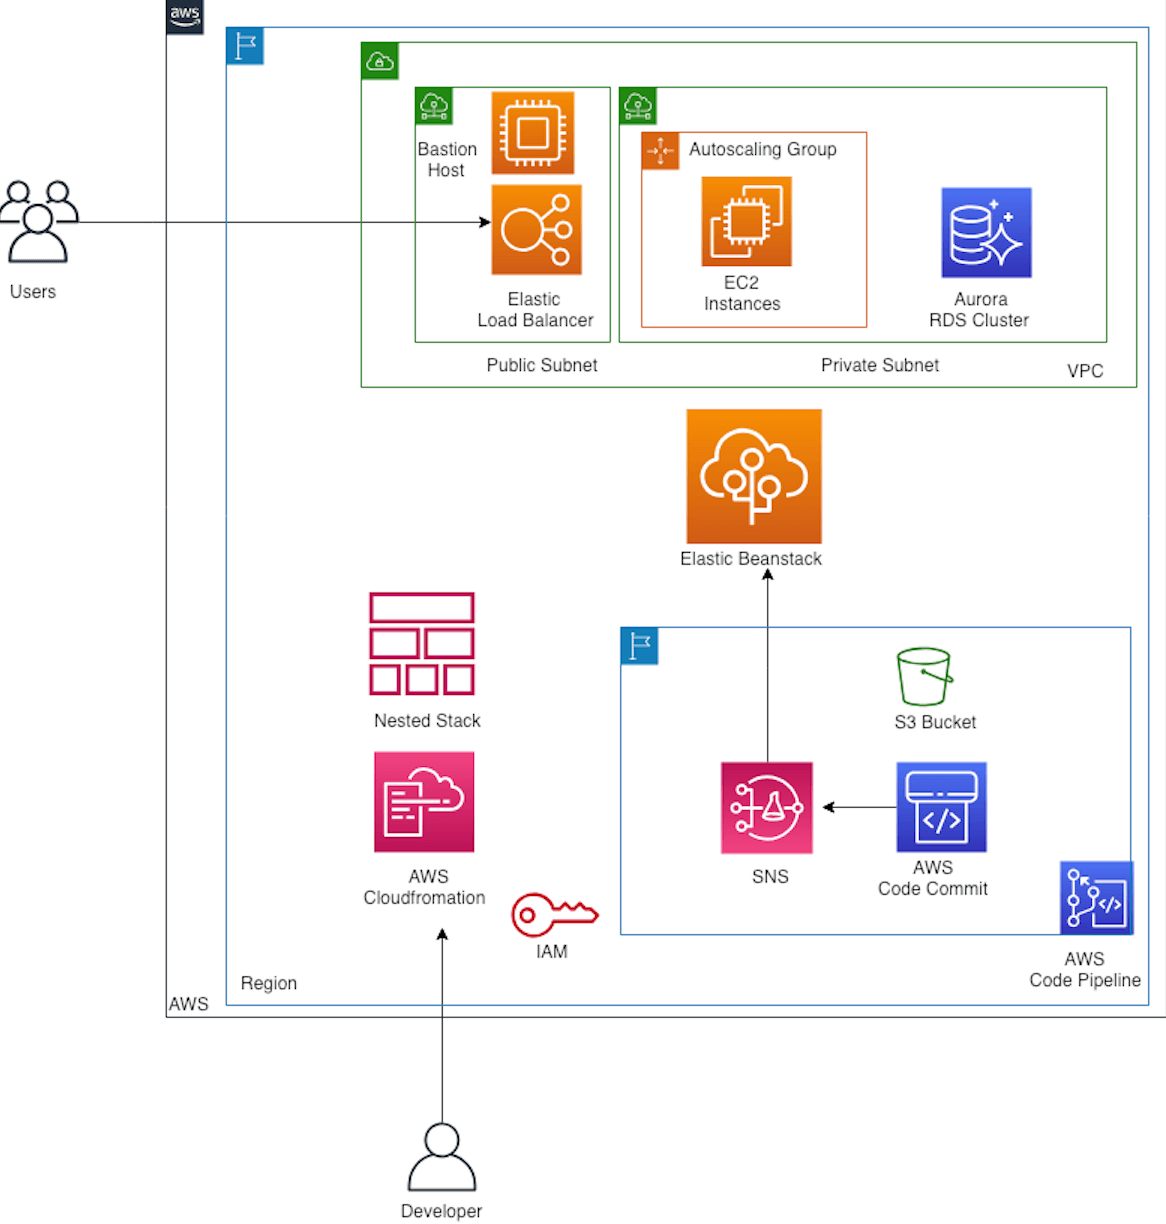 aws
Bastion
Host
Autoscaling Group
EC2
Instances
Users
Elastic
Load Balancer
Aurora
RDS Cluster
Public Subnet
Private Subnet
VPC
Elastic Beanstack
Nested Stack
S3 Bucket
</>
</>
AWS
Cloudfromation
SNS
AWS
Code Commit
IAM
AWS
Code Pipeline
Region
AWS
Developer